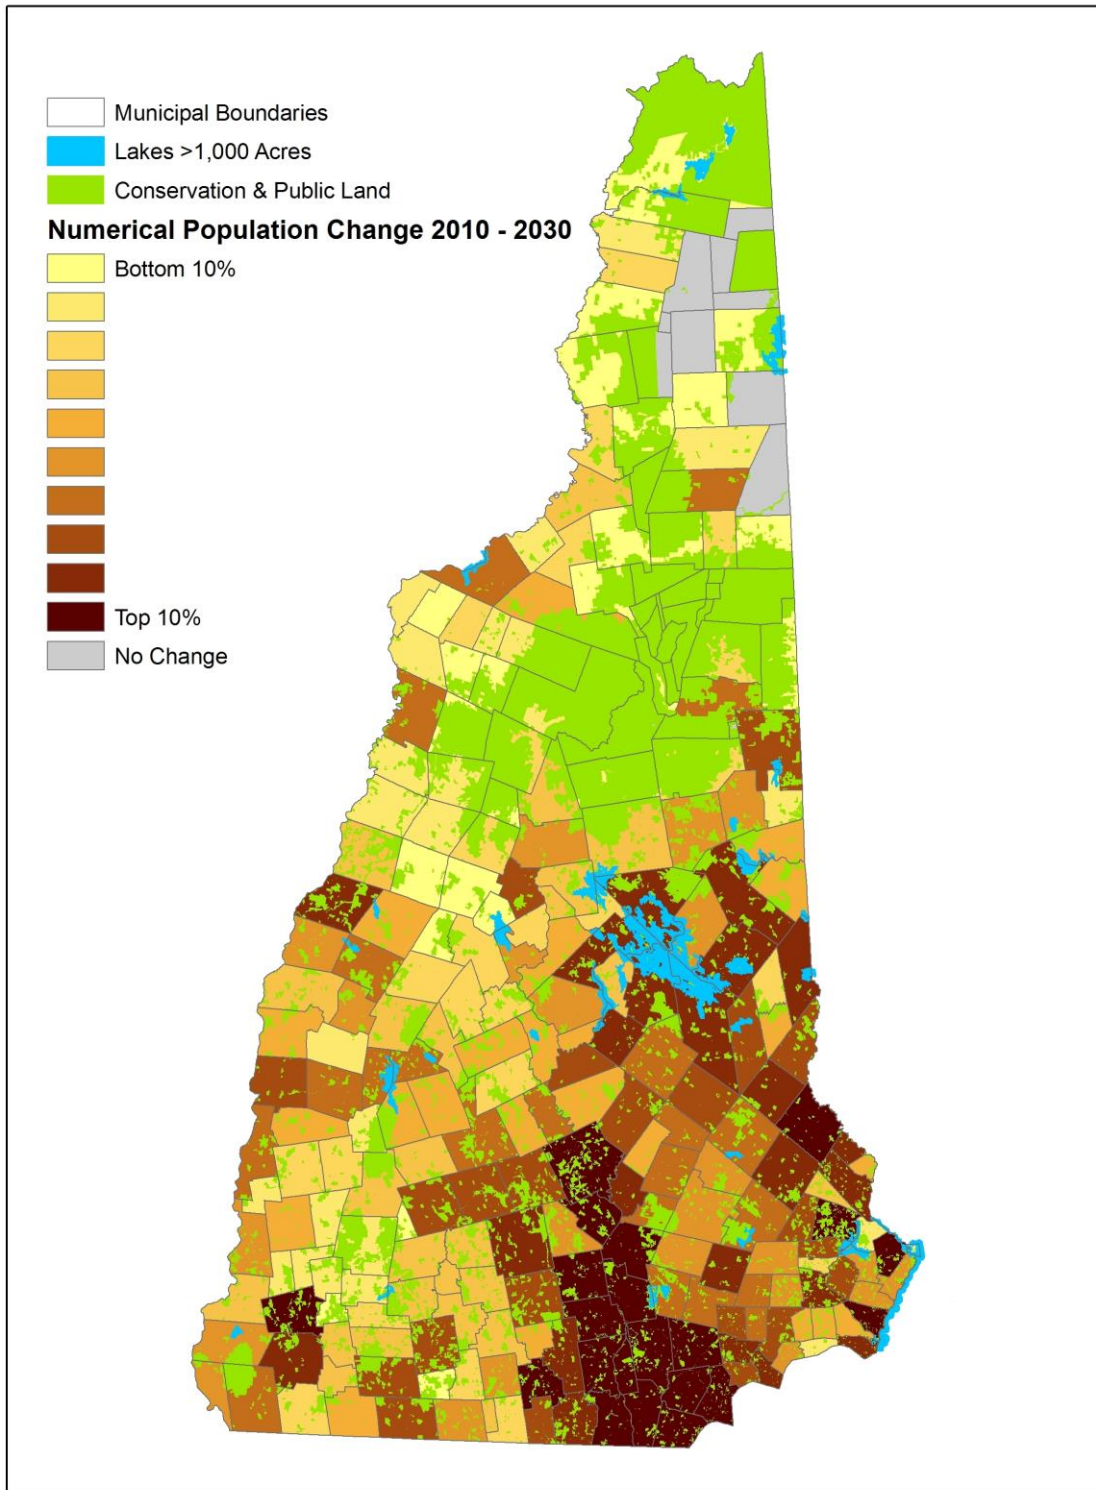 Municipal Boundaries
Lakes >1,000 Acres
Conservation & Public Land
Numerical Population Change 2010 - 2030
Bottom 10%
Top 10%
No Change